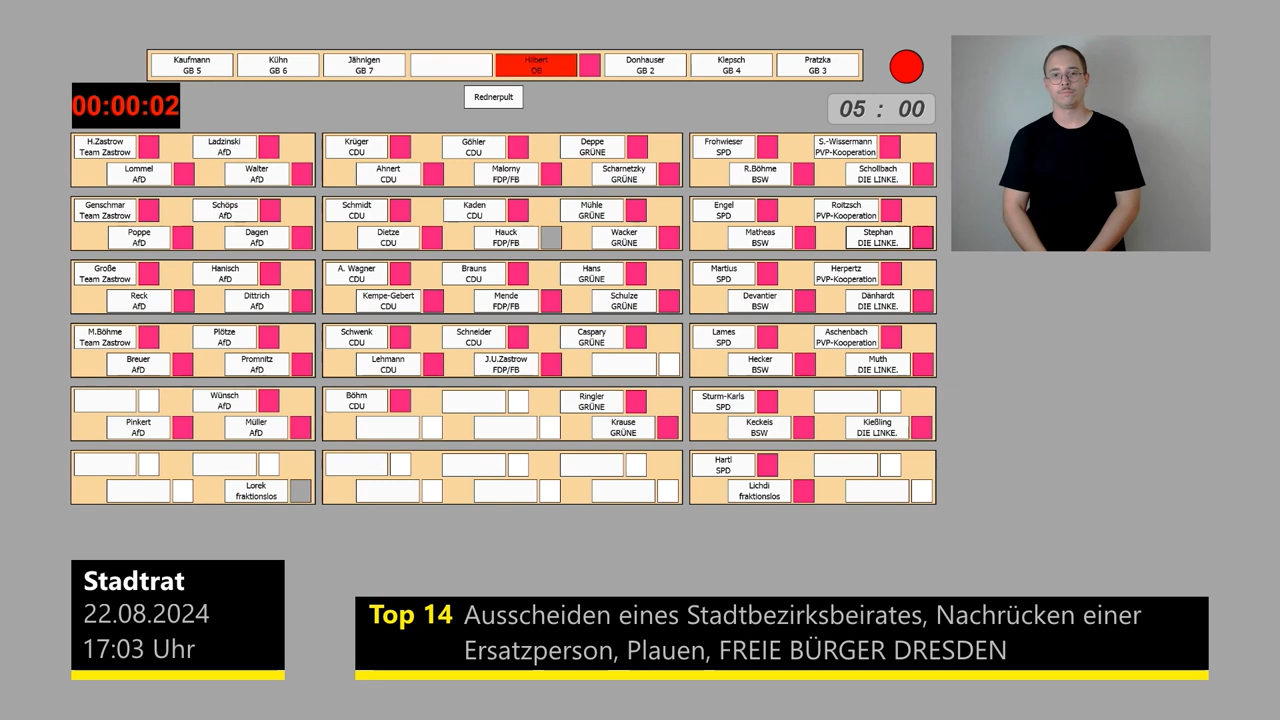 Kaufmann
GB 5
Kühn
GB 6
Jähnigen
GB 7
Hilbert
OB
Donhauser
GB 2
Klepsch
GB 4
Pratzka
GB 3
00:00:02
Rednerpult
05 : 00
H.Zastrow
Team Zastrow
Ladzinski
AfD
Lommel
AfD
Walter
AfD
Krüger
CDU
Göhler
CDU
Deppe
GRÜNE
Ahnert
CDU
Malorny
FDP/FB
Scharnetzky
GRÜNE
Frohwieser
SPD
S.-Wissermann
PVP-Kooperation
R.Böhme
BSW
Schollbach
DIE LINKE.
Genschmar
Team Zastrow
Schöps
AfD
Poppe
AfD
Dagen
AfD
Schmidt
CDU
Kaden
CDU
Mühle
GRÜNE
Dietze
CDU
Hauck
FDP/FB
Wacker
GRÜNE
Engel
SPD
Roitzsch
PVP-Kooperation
Matheas
BSW
Stephan
DIE LINKE.
Große
Team Zastrow
Hanisch
AfD
Reck
AfD
Dittrich
AfD
A. Wagner
CDU
Brauns
CDU
Hans
GRÜNE
Kempe-Gebert
CDU
Mende
FDP/FB
Schulze
GRÜNE
Martius
SPD
Herpertz
PVP-Kooperation
Devantier
BSW
Dänhardt
DIE LINKE.
M.Böhme
Team Zastrow
Plötze
AfD
Breuer
AfD
Promnitz
AfD
Schwenk
CDU
Schneider
CDU
Caspary
GRÜNE
Lehmann
CDU
J.U.Zastrow
FDP/FB
Lames
SPD
Aschenbach
PVP-Kooperation
Hecker
BSW
Muth
DIE LINKE.
Wünsch
AfD
Pinkert
AfD
Müller
AfD
Böhm
CDU
Ringler
GRÜNE
Krause
GRÜNE
Sturm-Karls
SPD
Keckeis
BSW
Kießling
DIE LINKE.
Lorek
fraktionslos
Hartl
SPD
Lichdi
fraktionslos
Stadtrat
22.08.2024
17:03 Uhr
Top 14 Ausscheiden eines Stadtbezirksbeirates, Nachrücken einer
Ersatzperson, Plauen, FREIE BÜRGER DRESDEN